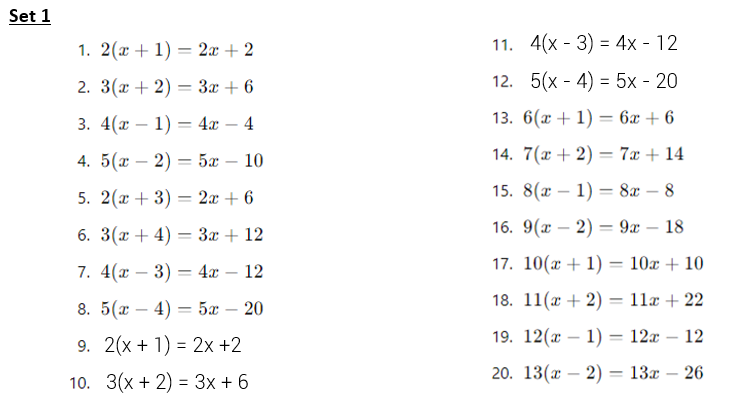 Set 1
1. 2(x + 1) = 2x + 2
2. 3(x + 2) = 3x + 6
3. 4(x − 1) = 4x − 4
4. 5(x − 2) = 5x − 10
5. 2(x + 3) = 2x + 6
6. 3(x + 4) = 3x + 12
7. 4(x − 3) = 4x − 12
8. 5(x − 4) = 5x − 20
9. 2(x + 1) = 2x +2
10. 3(x + 2) = 3x + 6
11. 4(x - 3) = 4x - 12
12. 5(x - 4) = 5x - 20
13. 6(x + 1) = 6x + 6
14. 7(x + 2) = 7x + 14
15. 8(x − 1) = 8x − 8
16. 9(x − 2) = 9x − 18
17. 10(x + 1) = 10x + 10
18. 11(x + 2) = 11x + 22
19. 12(x − 1) = 12x − 12
20. 13(x − 2) = 13x − 26